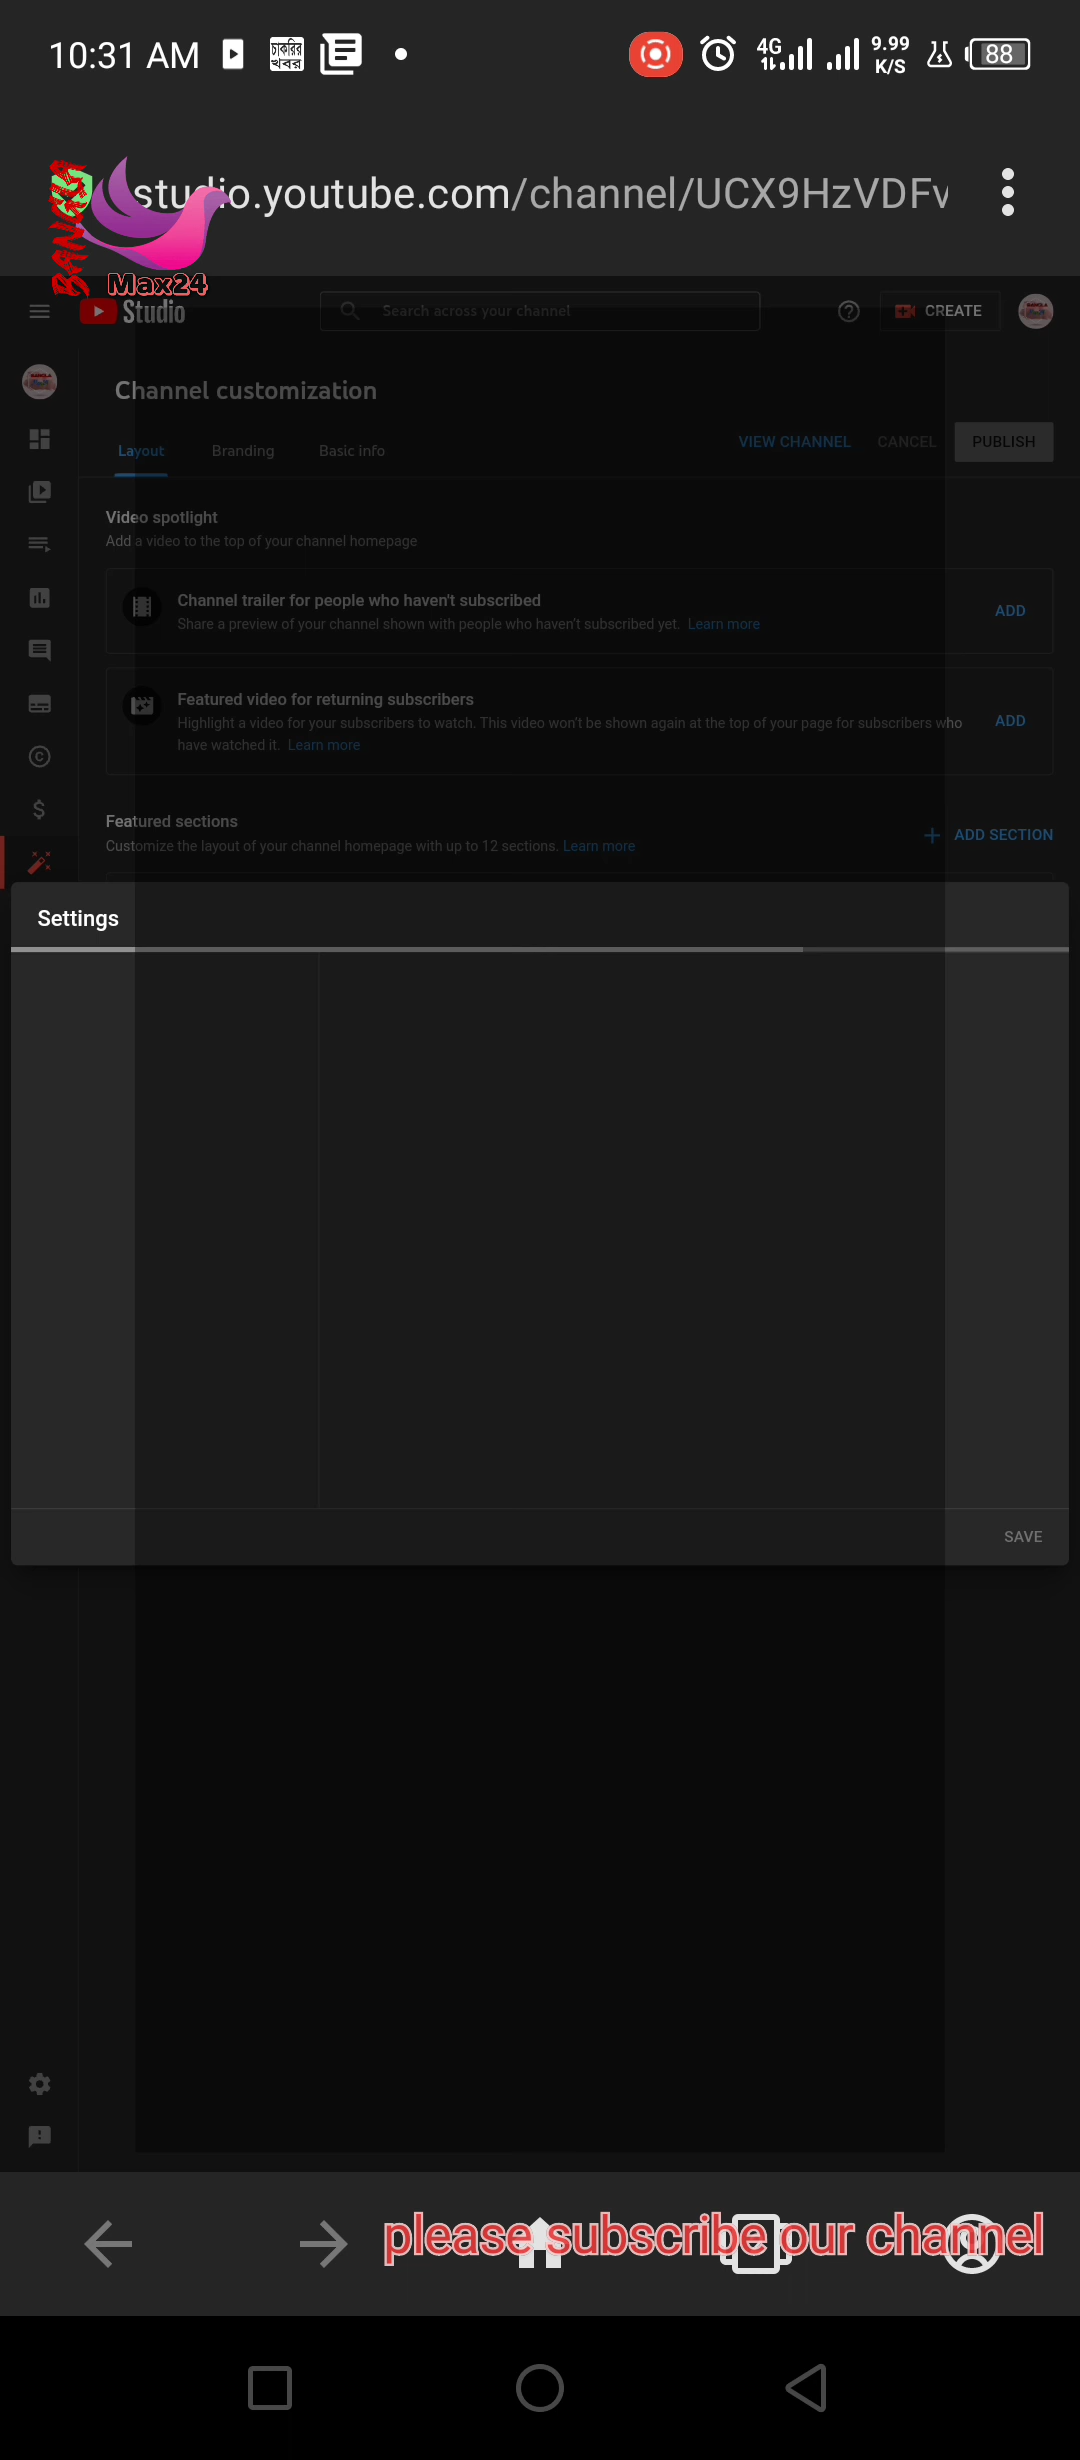 10:31 AM
চাকরির
খবর
4G
9.99
K/S
88
studio.youtube.com/channel/UCX9HzVDFv
BANGLA
Max24
Studio
Search across your channel
CREATE
Channel customization
Layout
Branding
Basic info
VIEW CHANNEL
CANCEL
PUBLISH
Video spotlight
Add a video to the top of your channel homepage
Channel trailer for people who haven't subscribed
Share a preview of your channel shown with people who haven't subscribed yet. Learn more
ADD
Featured video for returning subscribers
Highlight a video for your subscribers to watch. This video won't be shown again at the top of your page for subscribers who
have watched it. Learn more
ADD
Featured sections
Customize the layout of your channel homepage with up to 12 sections. Learn more
ADD SECTION
Settings
SAVE
please subscribe our channel